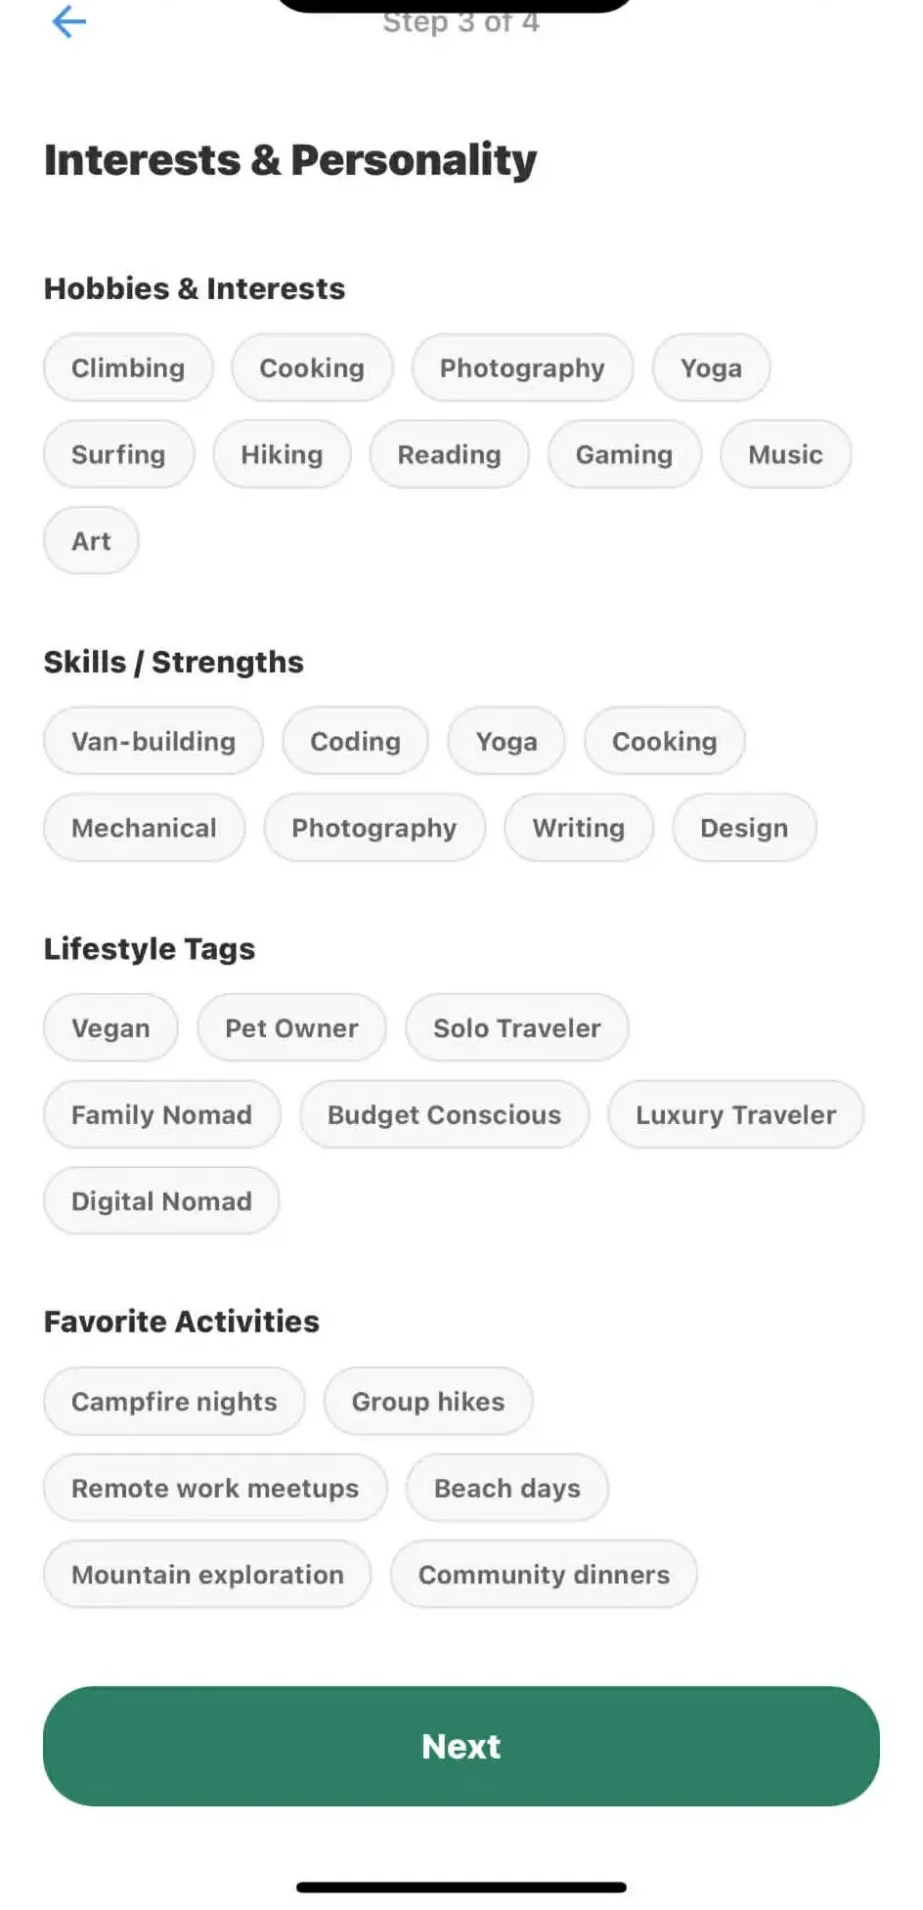 Step 3 of 4
Interests & Personality
Hobbies & Interests
Climbing Cooking Photography Yoga
Surfing Hiking Reading Gaming Music
Art
Skills / Strengths
Van-building Coding Yoga Cooking
Mechanical Photography Writing Design
Lifestyle Tags
Vegan Pet Owner Solo Traveler
Family Nomad Budget Conscious Luxury Traveler
Digital Nomad
Favorite Activities
Campfire nights Group hikes
Remote work meetups Beach days
Mountain exploration Community dinners
Next